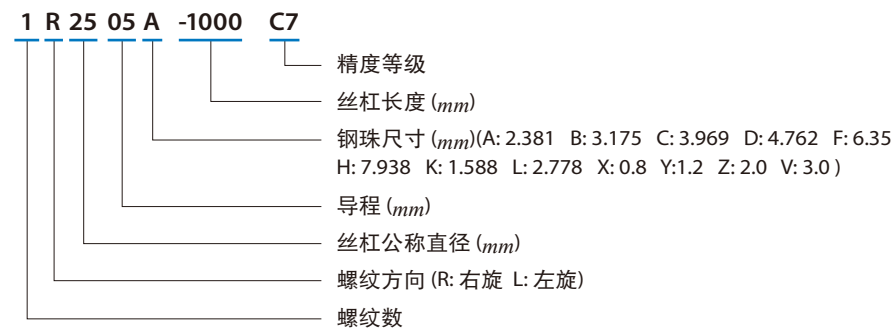 1 R 25 05 A -1000 C7
精度等级
丝杠长度 (mm)
钢珠尺寸 (mm)(A: 2.381 B: 3.175 C: 3.969 D: 4.762 F: 6.35
H: 7.938 K: 1.588 L: 2.778 X: 0.8 Y:1.2 Z: 2.0 V: 3.0 )
导程 (mm)
丝杠公称直径 (mm)
螺纹方向 (R: 右旋 L: 左旋)
螺纹数